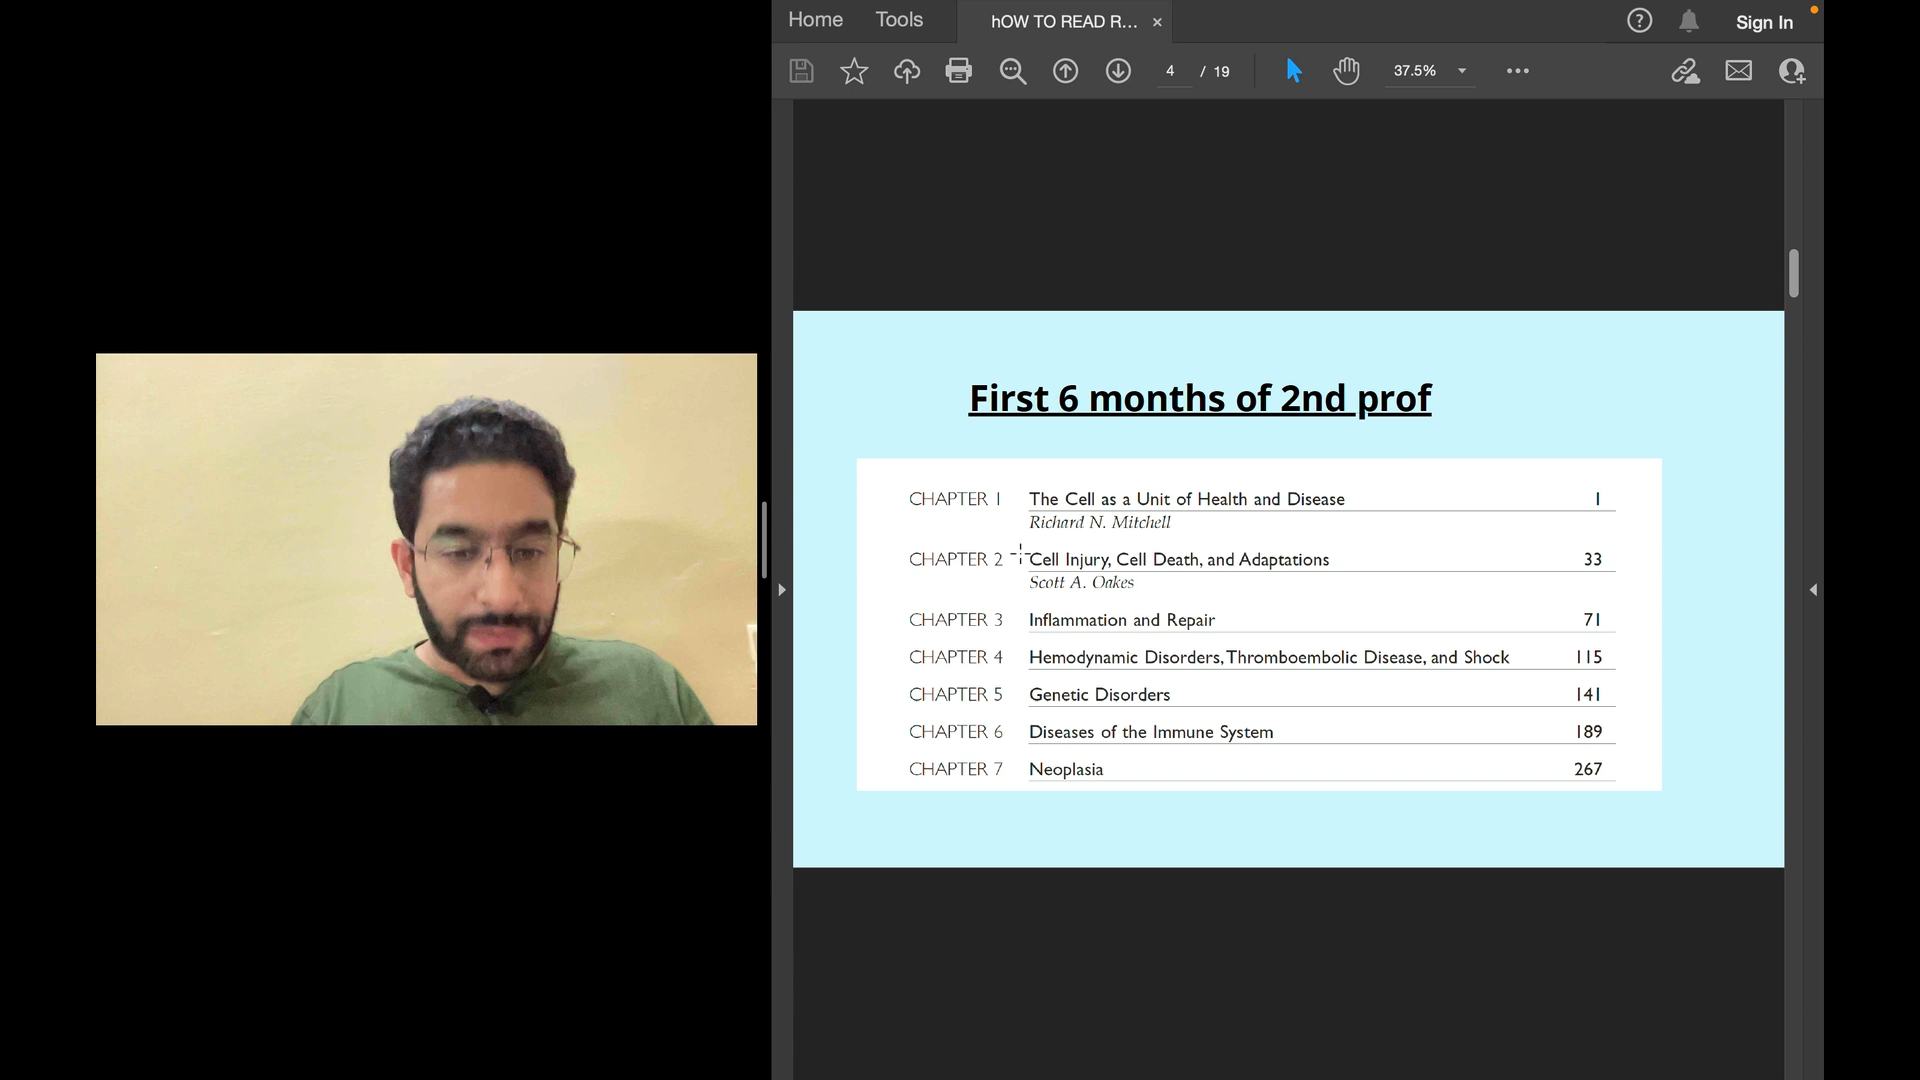 Home Tools hOW TO READ R... × Sign In
4 / 19 37.5%
First 6 months of 2nd prof
CHAPTER 1 The Cell as a Unit of Health and Disease 1
Richard N. Mitchell
CHAPTER 2 Cell Injury, Cell Death, and Adaptations 33
Scott A. Oakes
CHAPTER 3 Inflammation and Repair 71
CHAPTER 4 Hemodynamic Disorders, Thromboembolic Disease, and Shock 115
CHAPTER 5 Genetic Disorders 141
CHAPTER 6 Diseases of the Immune System 189
CHAPTER 7 Neoplasia 267